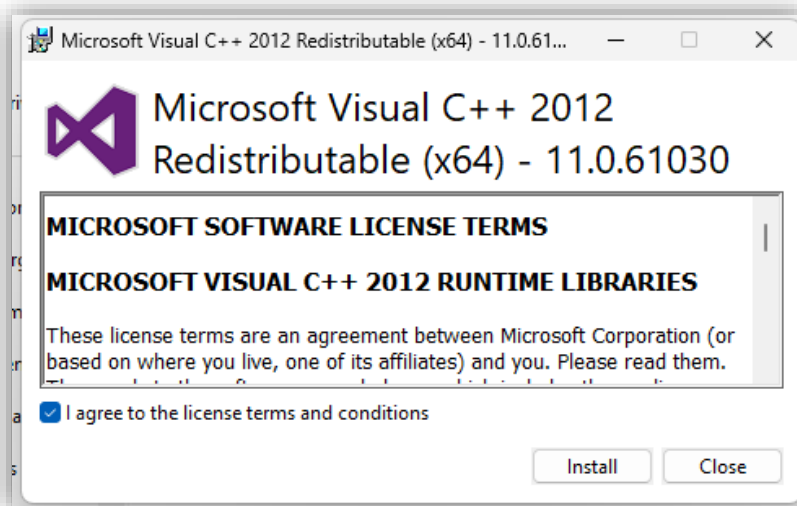 Microsoft Visual C++ 2012 Redistributable (x64) - 11.0.61...
Microsoft Visual C++ 2012
Redistributable (x64) - 11.0.61030
MICROSOFT SOFTWARE LICENSE TERMS
MICROSOFT VISUAL C++ 2012 RUNTIME LIBRARIES
These license terms are an agreement between Microsoft Corporation (or
based on where you live, one of its affiliates) and you. Please read them.
I agree to the license terms and conditions
Install
Close